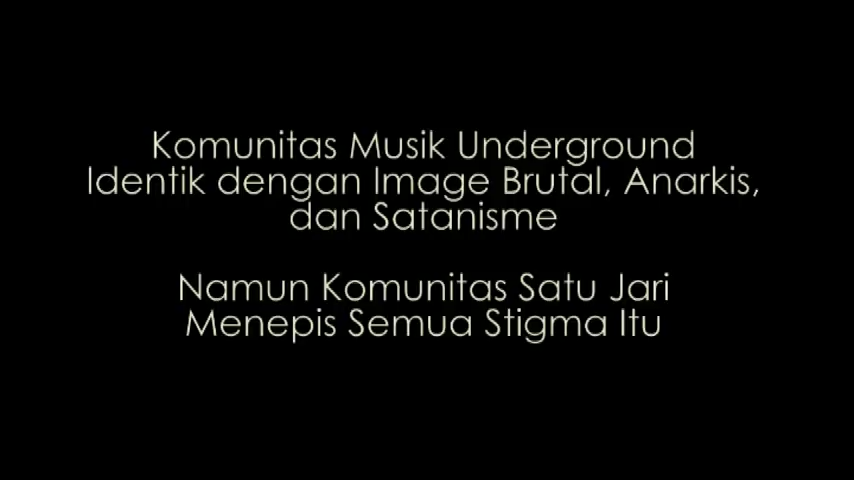 Komunitas Musik Underground
Identik dengan Image Brutal, Anarkis,
dan Satanisme
Namun Komunitas Satu Jari
Menepis Semua Stigma Itu